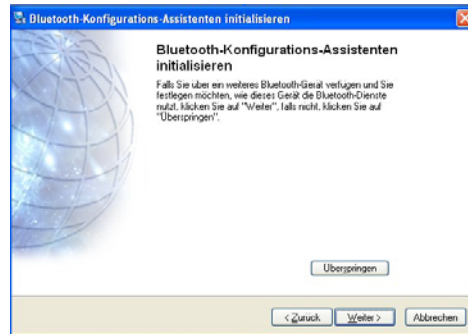 Bluetooth-Konfigurations-Assistenten initialisieren
Bluetooth-Konfigurations-Assistenten
initialisieren
Falls Sie über ein weiteres Bluetooth-Gerät verfügen und Sie
festlegen möchten, wie dieses Gerät die Bluetooth-Dienste
nutzt, klicken Sie auf "Weiter", falls nicht, klicken Sie auf
"Überspringen".
Überspringen
< Zurück
Weiter >
Abbrechen